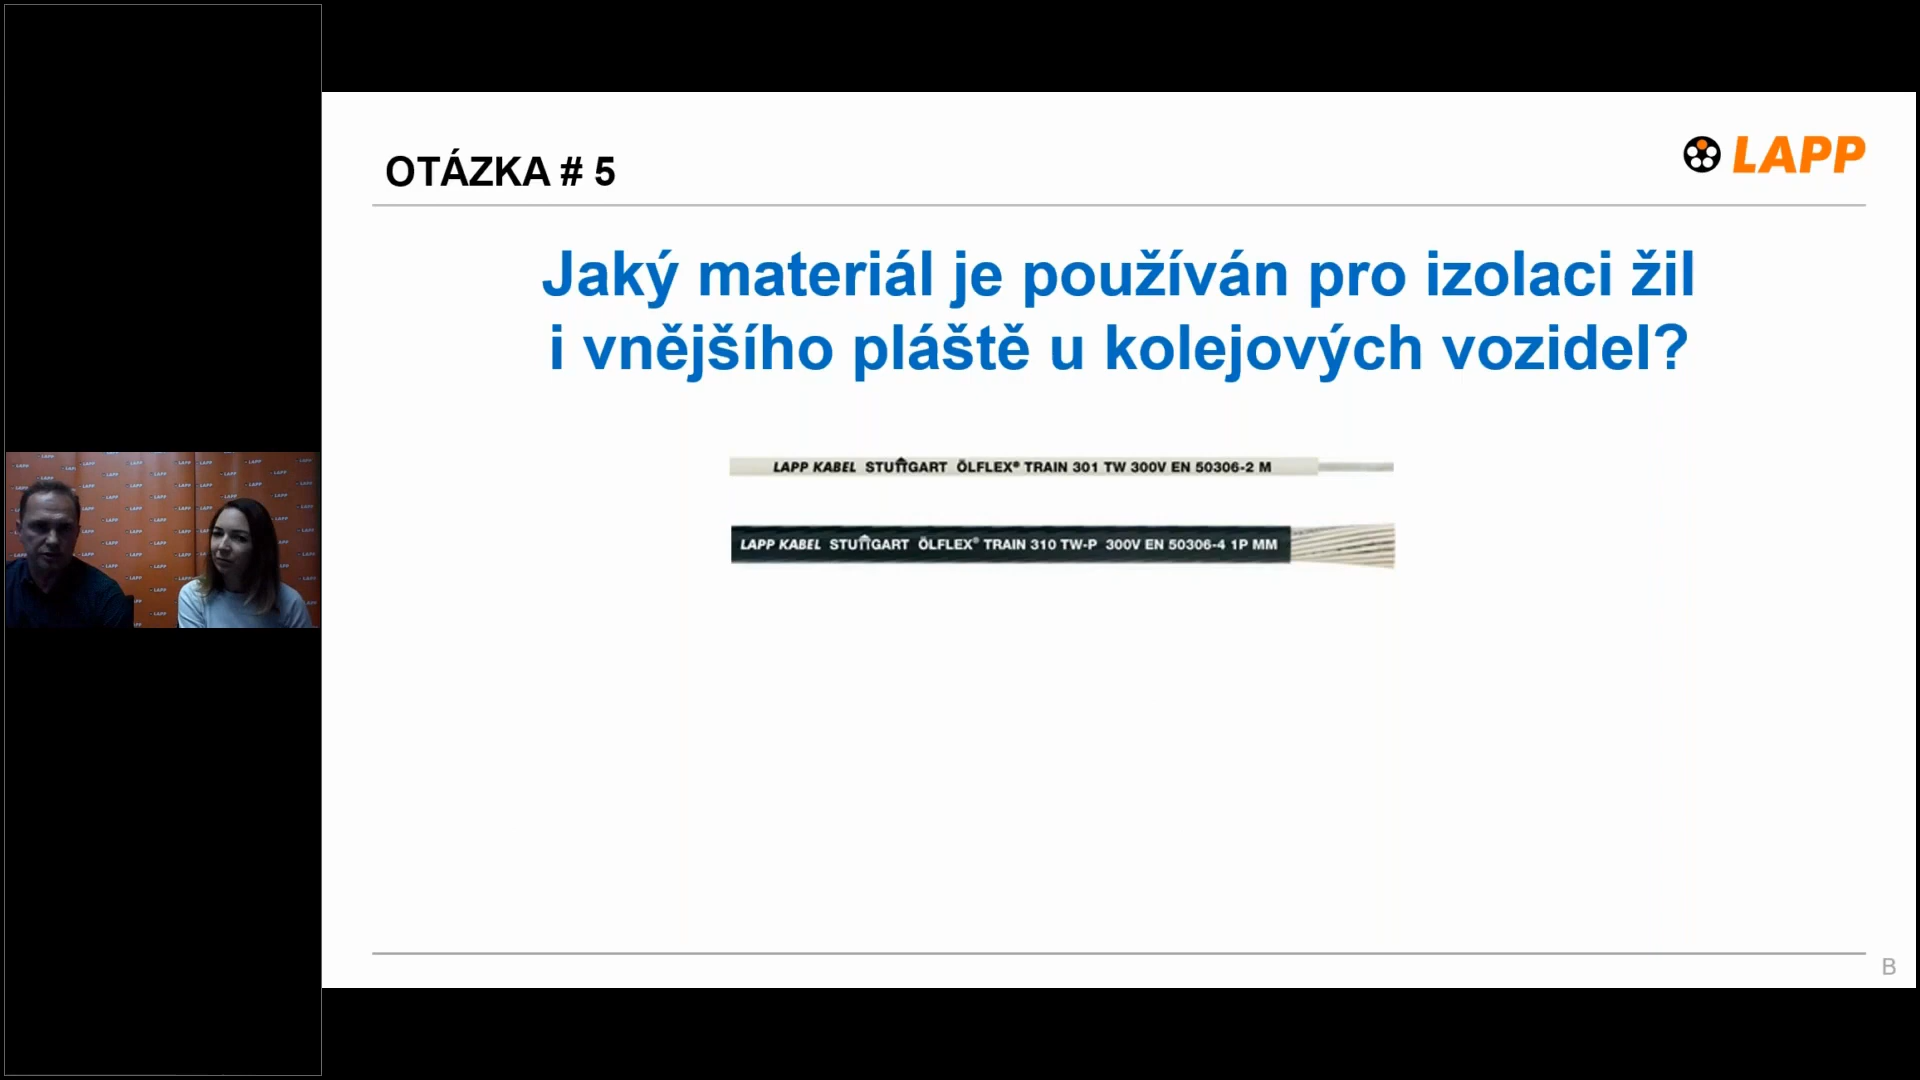 OTÁZKA # 5
LAPP
Jaký materiál je používán pro izolaci žil
i vnějšího pláště u kolejových vozidel?
LAPP KABEL STUTTGART ÖLFLEX® TRAIN 301 TW 300V EN 50306-2 M
LAPP KABEL STUTTGART ÖLFLEX® TRAIN 310 TW-P 300V EN 50306-4 1P MM
B